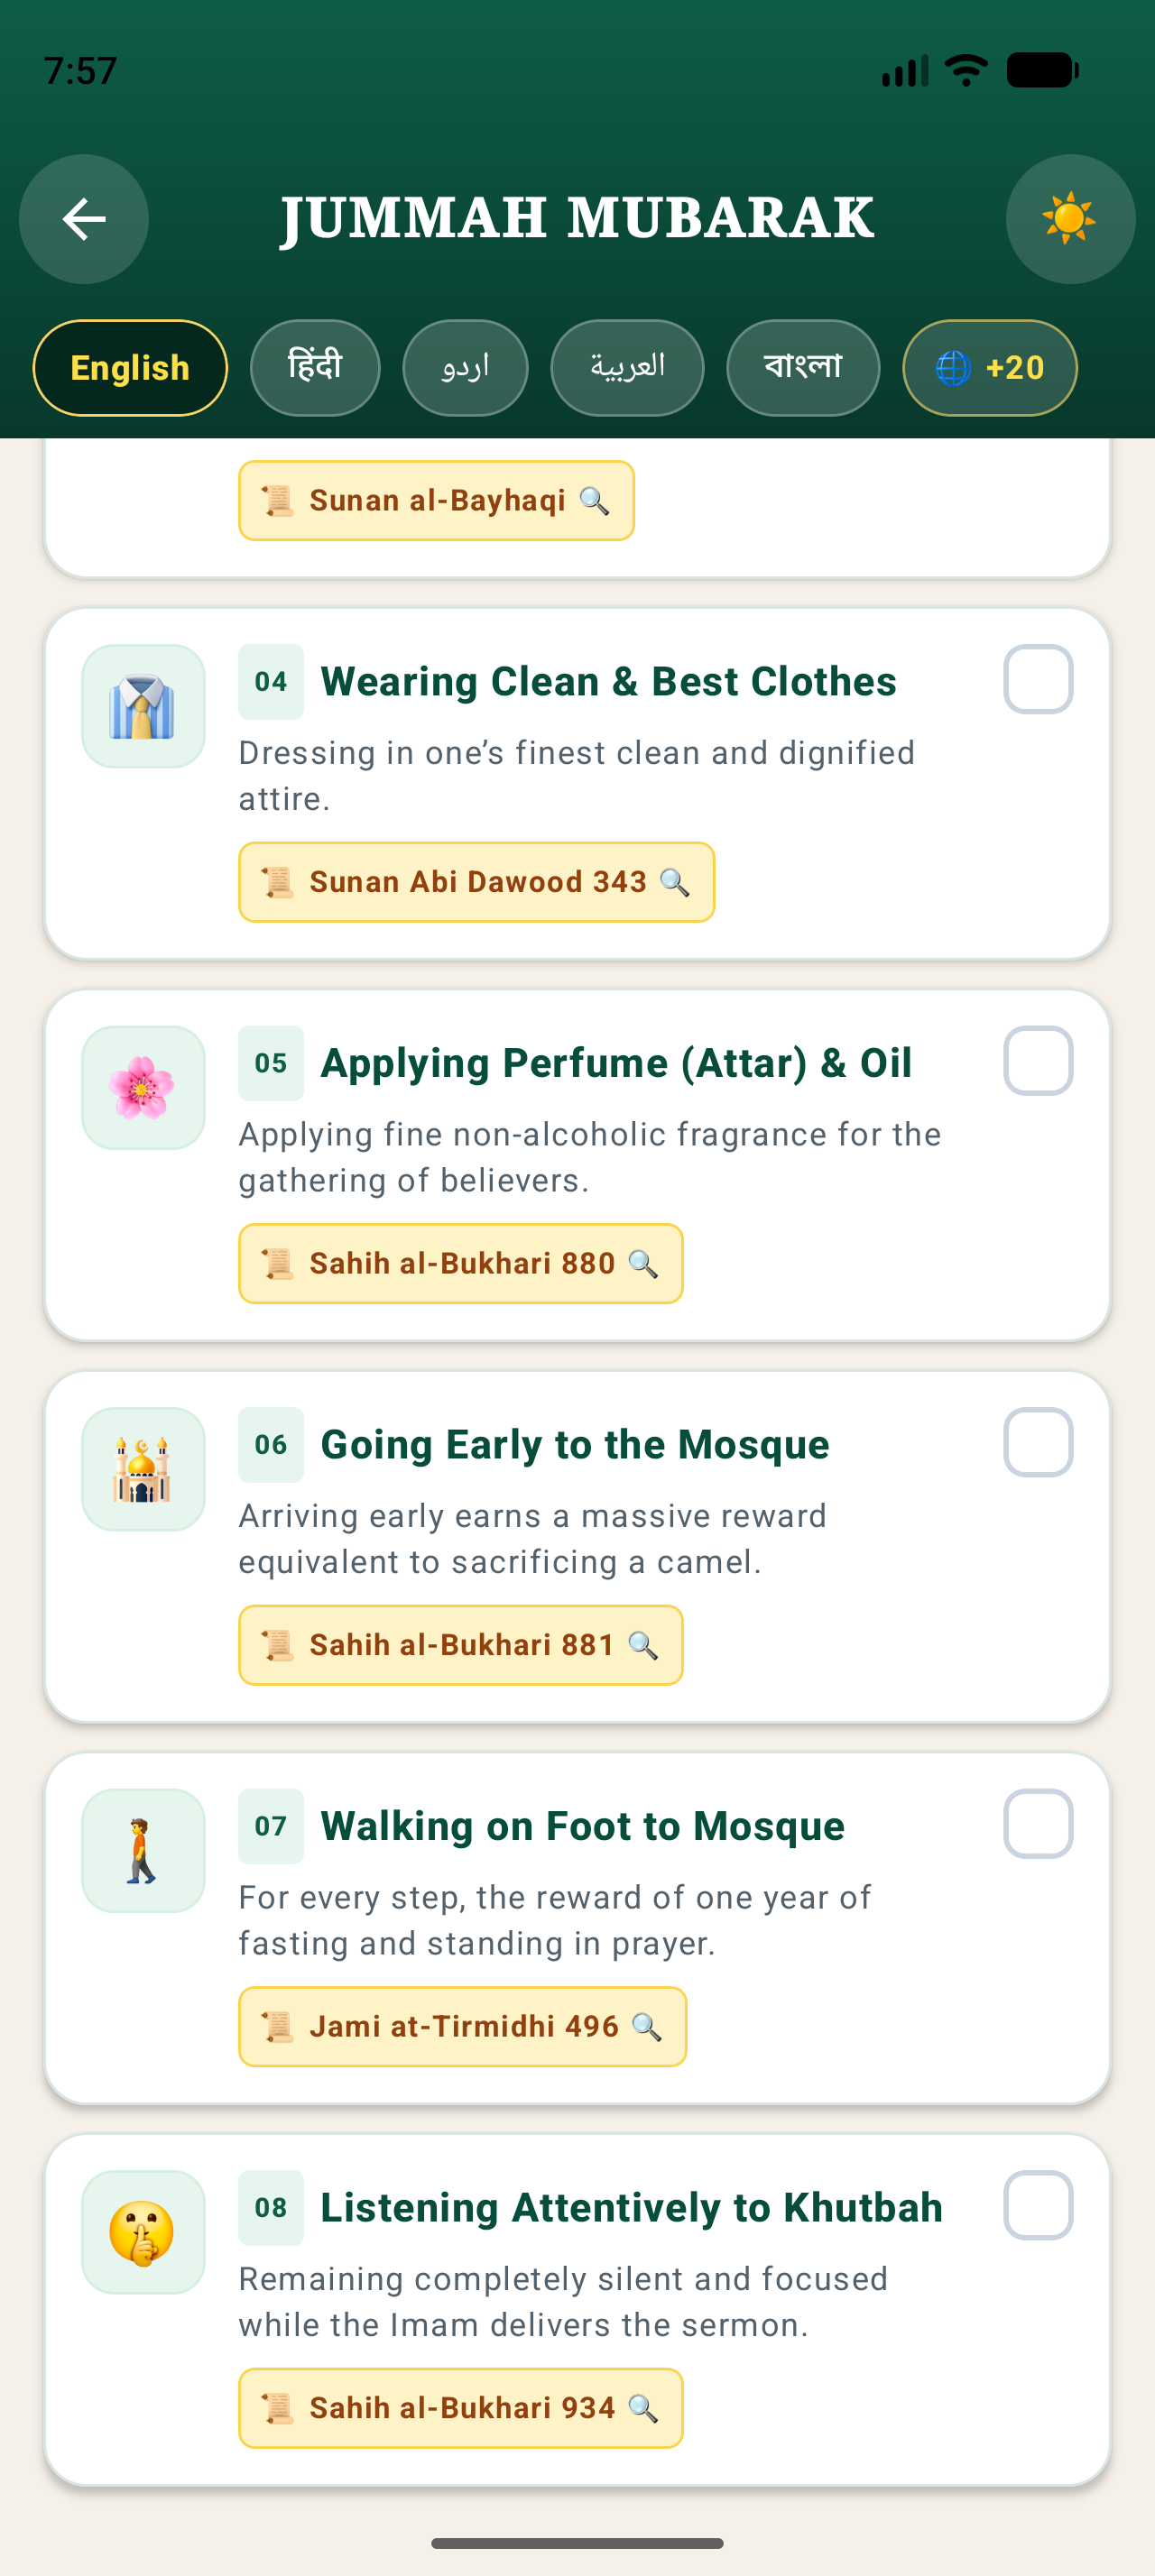 7:57
JUMMAH MUBARAK
English
हिंदी
اردو
العربية
বাংলা
+20
Sunan al-Bayhaqi
04 Wearing Clean & Best Clothes
Dressing in one’s finest clean and dignified
attire.
Sunan Abi Dawood 343
05 Applying Perfume (Attar) & Oil
Applying fine non-alcoholic fragrance for the
gathering of believers.
Sahih al-Bukhari 880
06 Going Early to the Mosque
Arriving early earns a massive reward
equivalent to sacrificing a camel.
Sahih al-Bukhari 881
07 Walking on Foot to Mosque
For every step, the reward of one year of
fasting and standing in prayer.
Jami at-Tirmidhi 496
08 Listening Attentively to Khutbah
Remaining completely silent and focused
while the Imam delivers the sermon.
Sahih al-Bukhari 934